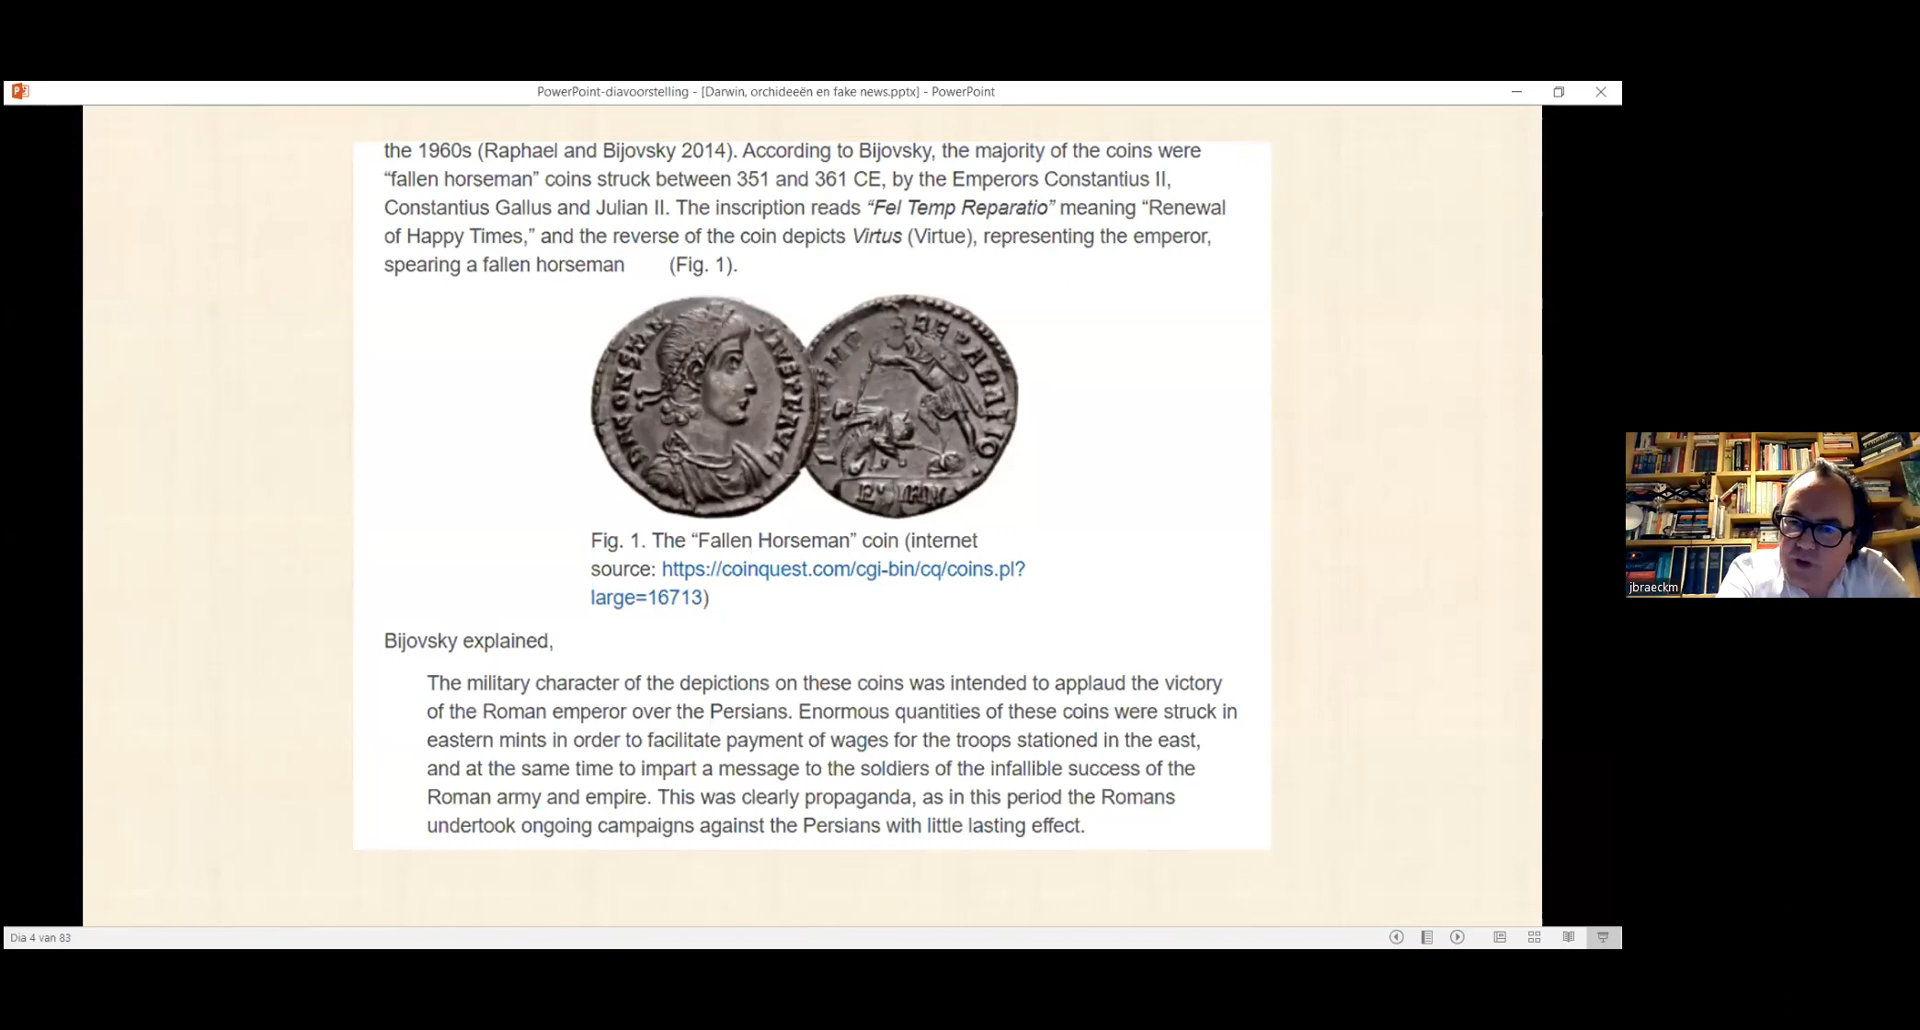 PowerPoint-diavoorstelling - [Darwin, orchideeën en fake news.pptx] - PowerPoint
the 1960s (Raphael and Bijovsky 2014). According to Bijovsky, the majority of the coins were
“fallen horseman” coins struck between 351 and 361 CE, by the Emperors Constantius II,
Constantius Gallus and Julian II. The inscription reads “Fel Temp Reparatio” meaning “Renewal
of Happy Times,” and the reverse of the coin depicts Virtus (Virtue), representing the emperor,
spearing a fallen horseman (Fig. 1).
Fig. 1. The “Fallen Horseman” coin (internet
source: https://coinquest.com/cgi-bin/cq/coins.pl?
large=16713)
Bijovsky explained,
The military character of the depictions on these coins was intended to applaud the victory
of the Roman emperor over the Persians. Enormous quantities of these coins were struck in
eastern mints in order to facilitate payment of wages for the troops stationed in the east,
and at the same time to impart a message to the soldiers of the infallible success of the
Roman army and empire. This was clearly propaganda, as in this period the Romans
undertook ongoing campaigns against the Persians with little lasting effect.
jbraeckm
Dia 4 van 83